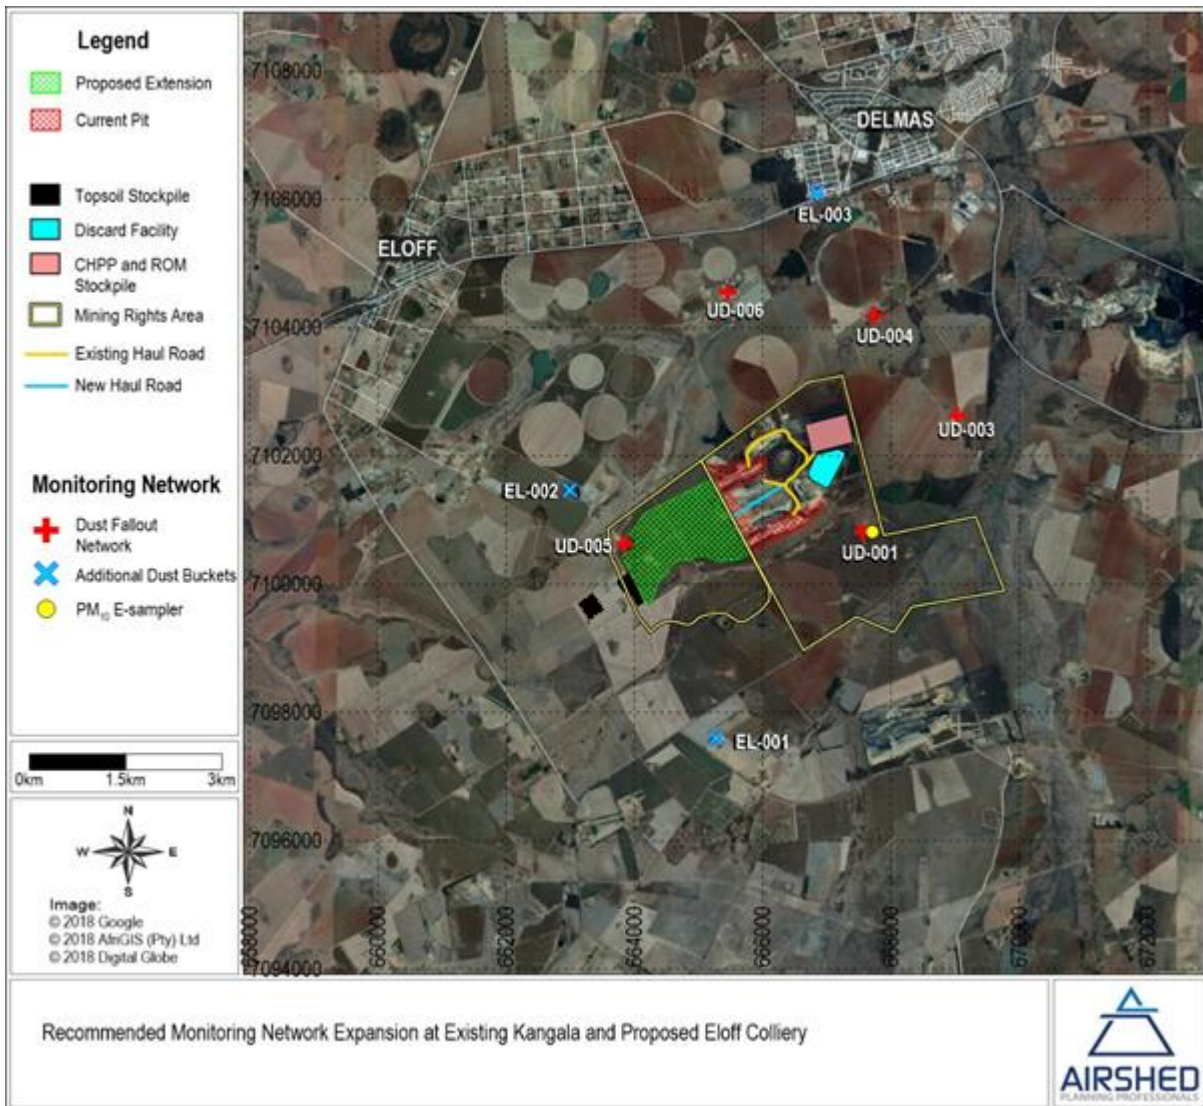 Legend
Proposed Extension
Current Pit
Topsoil Stockpile
Discard Facility
CHPP and ROM
Stockpile
Mining Rights Area
Existing Haul Road
New Haul Road
Monitoring Network
Dust Fallout
Network
Additional Dust Buckets
PM₁₀ E-sampler
0km 1.5km 3km
N
W E
S
Image:
© 2018 Google
© 2018 AfriGIS (Pty) Ltd
© 2018 Digital Globe
7108000
DELMAS
7106000
EL-003
ELOFF
UD-006
7104000
UD-004
UD-003
7102000
EL-002
UD-005
UD-001
7100000
7098000
EL-001
7096000
7094000
658000
660000
662000
664000
666000
668000
670000
672000
Recommended Monitoring Network Expansion at Existing Kangala and Proposed Eloff Colliery
AIRSHED
PLANNING PROFESSIONALS